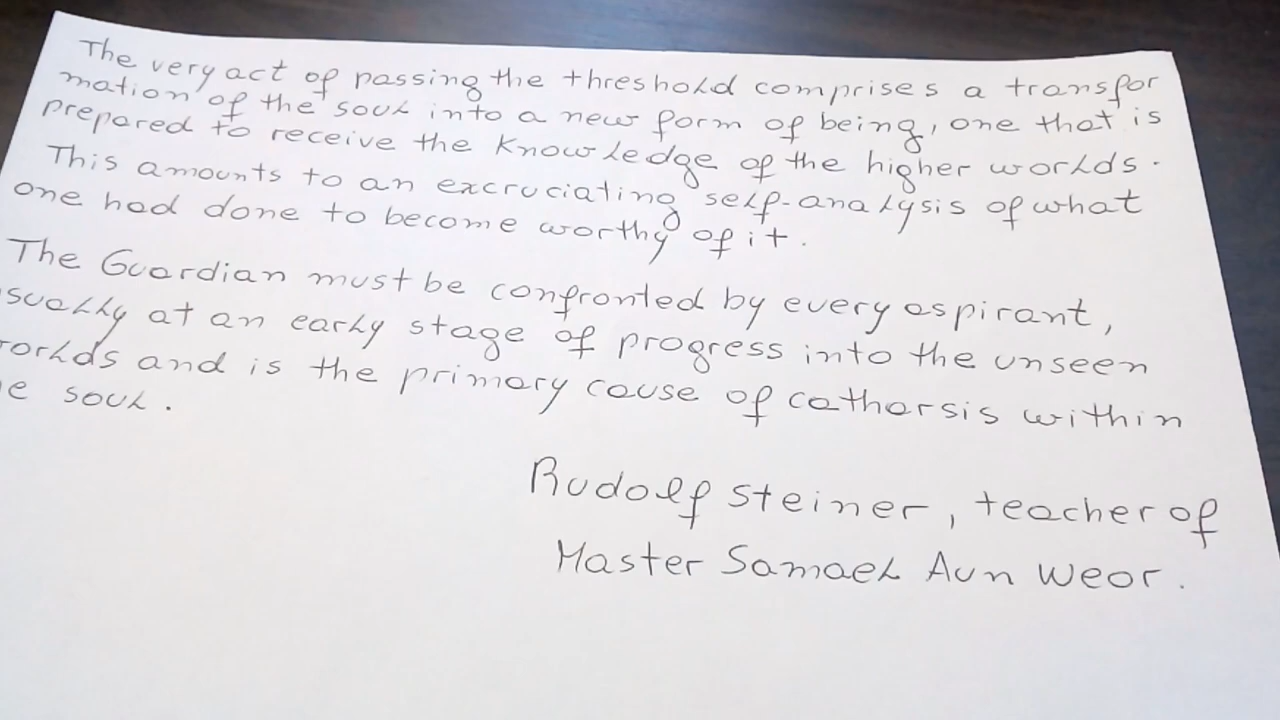 The very act of passing the threshold comprises a transfor
mation of the soul into a new form of being, one that is
prepared to receive the knowledge of the higher worlds.
This amounts to an excruciating self-analysis of what
one had done to become worthy of it.
The Guardian must be confronted by every aspirant,
sually at an early stage of progress into the unseen
orlds and is the primary cause of catharsis within
e soul.
Rudolf Steiner, teacher of
Master Samael Aun Weor.